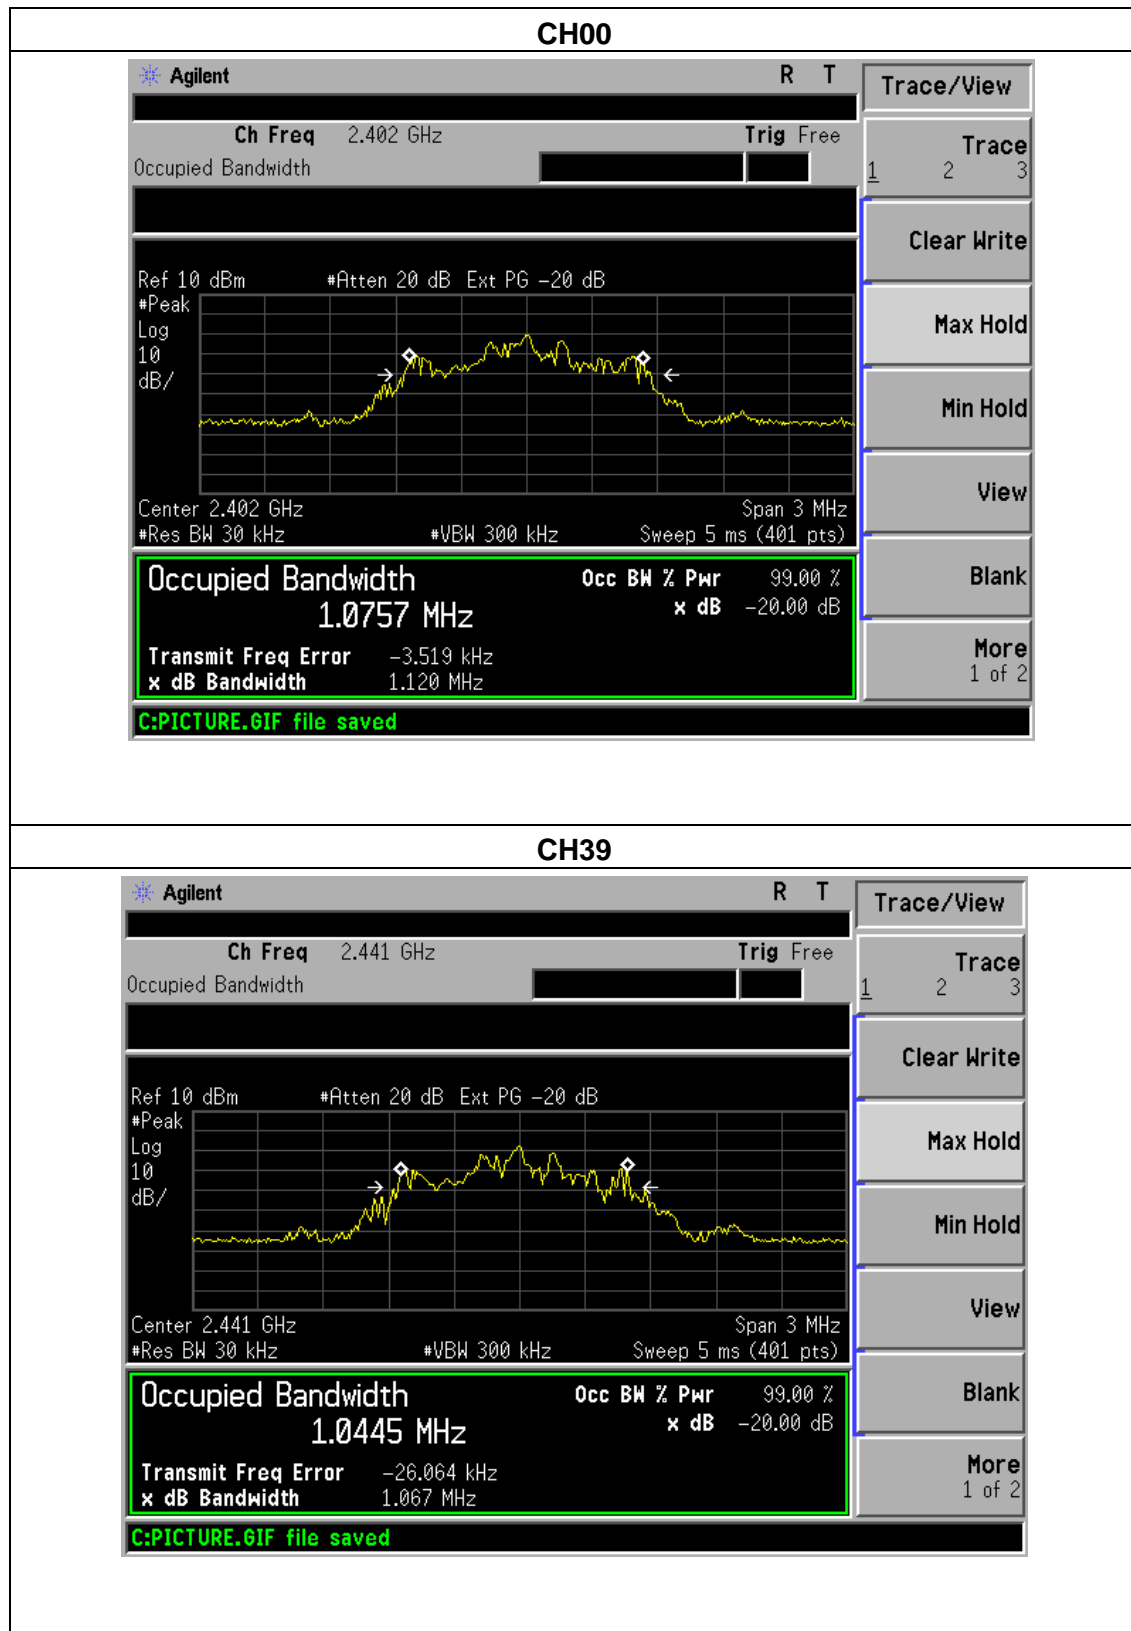 CH00
Agilent R T
Trace/View
Ch Freq 2.402 GHz Trig Free
Occupied Bandwidth
Trace
1 2 3
Clear Write
Ref 10 dBm #Atten 20 dB Ext PG −20 dB
#Peak
Log
10
dB/
Max Hold
Min Hold
View
Center 2.402 GHz Span 3 MHz
#Res BW 30 kHz #VBW 300 kHz Sweep 5 ms (401 pts)
Occupied Bandwidth Occ BW % Pwr 99.00 %
1.0757 MHz x dB −20.00 dB
Blank
Transmit Freq Error −3.519 kHz
x dB Bandwidth 1.120 MHz
More
1 of 2
C:PICTURE.GIF file saved
CH39
Agilent R T
Trace/View
Ch Freq 2.441 GHz Trig Free
Occupied Bandwidth
Trace
1 2 3
Clear Write
Ref 10 dBm #Atten 20 dB Ext PG −20 dB
#Peak
Log
10
dB/
Max Hold
Min Hold
View
Center 2.441 GHz Span 3 MHz
#Res BW 30 kHz #VBW 300 kHz Sweep 5 ms (401 pts)
Occupied Bandwidth Occ BW % Pwr 99.00 %
1.0445 MHz x dB −20.00 dB
Blank
Transmit Freq Error −26.064 kHz
x dB Bandwidth 1.067 MHz
More
1 of 2
C:PICTURE.GIF file saved